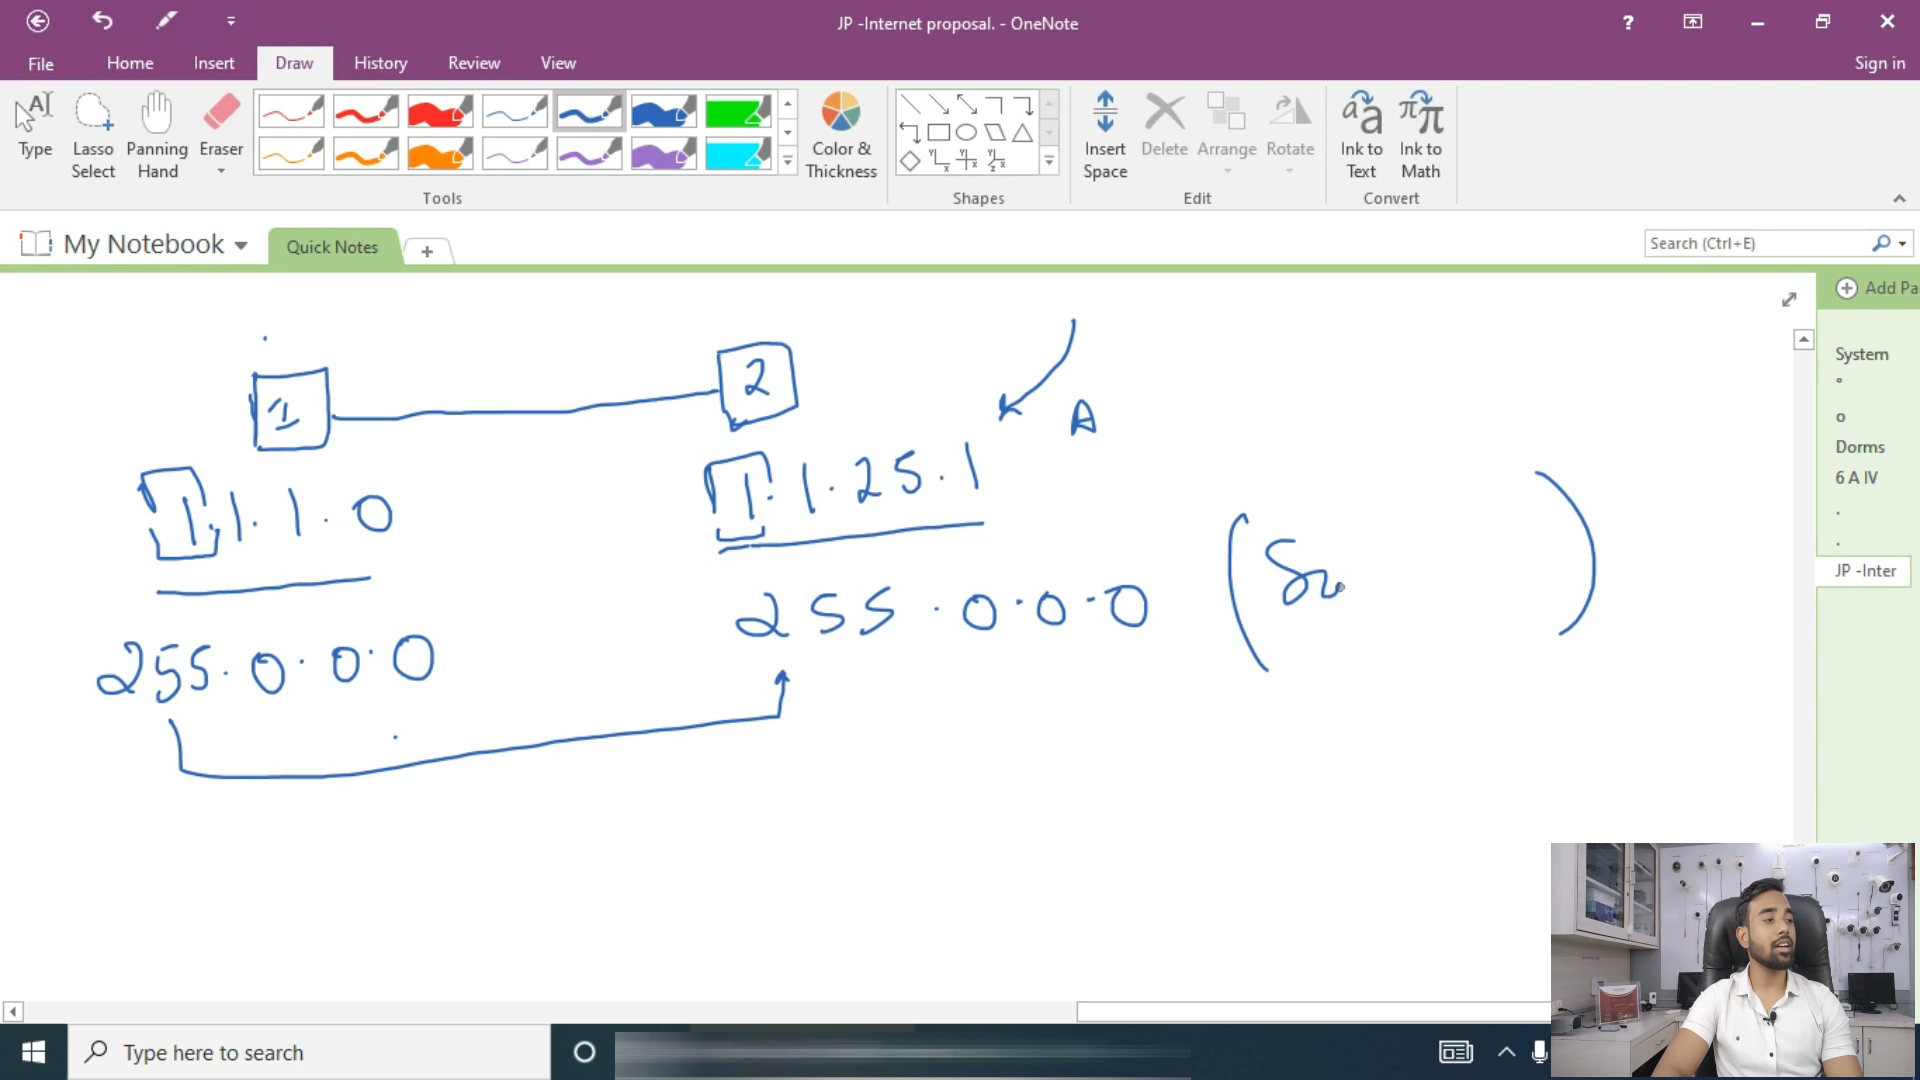 JP -Internet proposal. - OneNote
File Home Insert Draw History Review View
Sign in
Type
Lasso Select
Panning Hand
Eraser
Color & Thickness
Insert Space
Delete
Arrange
Rotate
Ink to Text
Ink to Math
Tools
Shapes
Edit
Convert
My Notebook
Quick Notes
Search (Ctrl+E)
Add Pa
System
Dorms
6 A IV
JP -Inter
1
2
A
1.1.1.0
1.1.25.1
255.0.0.0
255.0.0.0
(Su )
Type here to search